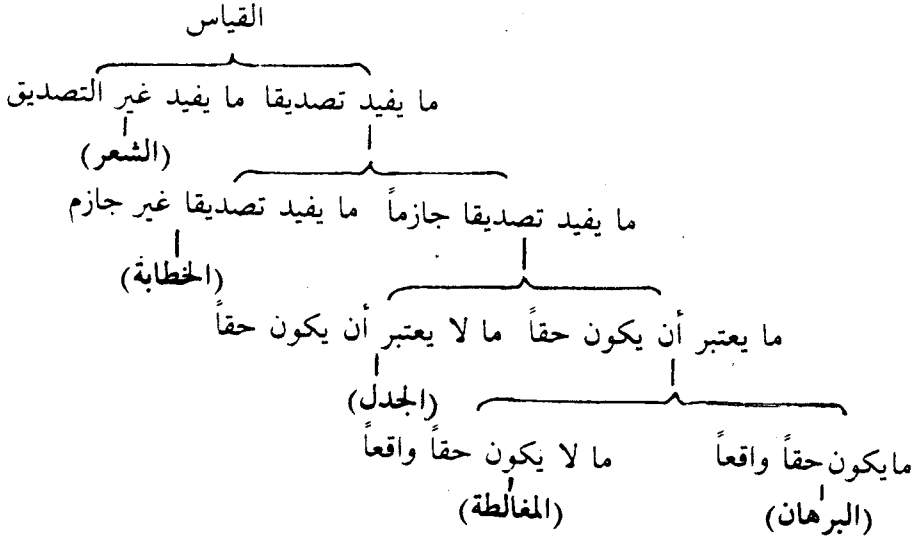 القياس
ما يفيد تصديقا ما يفيد غير التصديق
(الشعر)
ما يفيد تصديقا جازماً ما يفيد تصديقا غير جازم
(الخطابة)
ما يعتبر أن يكون حقاً ما لا يعتبر أن يكون حقاً
(الجدل)
مايكون حقاً واقعاً ما لا يكون حقاً واقعاً
(البرهان) (المغالطة)